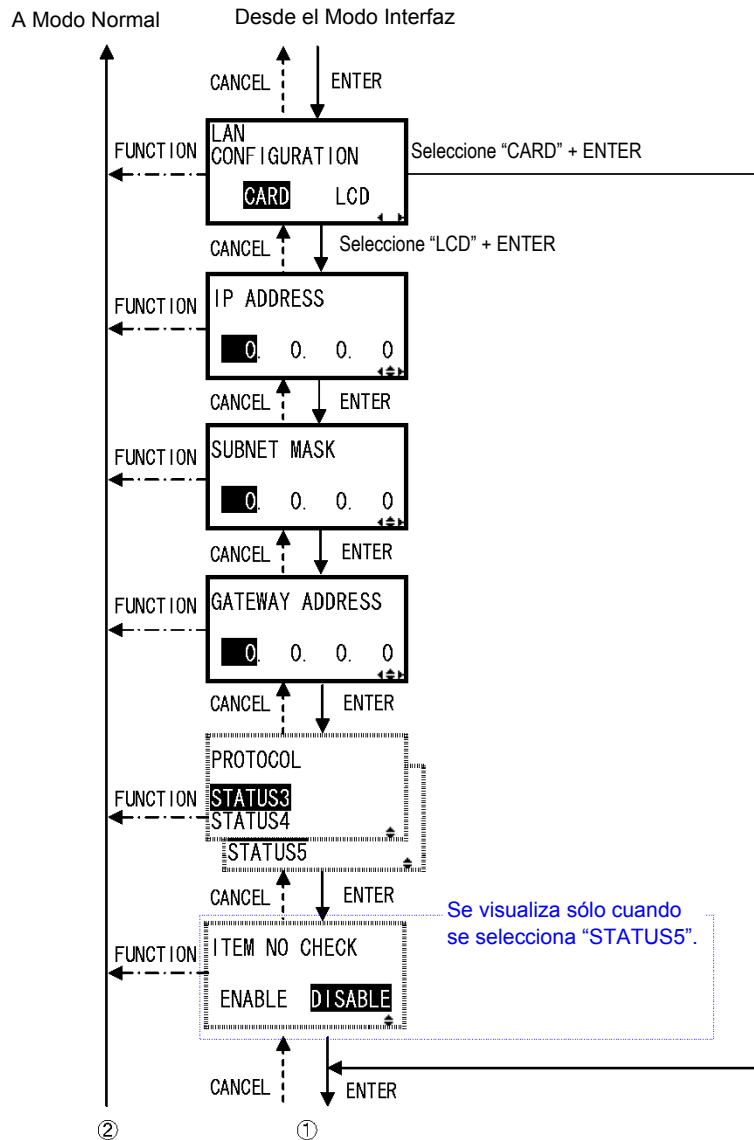 A Modo Normal
Desde el Modo Interfaz
CANCEL
ENTER
LAN
CONFIGURATION
CARD LCD
FUNCTION
Seleccione “CARD” + ENTER
CANCEL
Seleccione “LCD” + ENTER
IP ADDRESS
0. 0. 0. 0
FUNCTION
CANCEL
ENTER
SUBNET MASK
0. 0. 0. 0
FUNCTION
CANCEL
ENTER
GATEWAY ADDRESS
0. 0. 0. 0
FUNCTION
CANCEL
ENTER
PROTOCOL
STATUS3
STATUS4
STATUS5
FUNCTION
CANCEL
ENTER
Se visualiza sólo cuando
se selecciona “STATUS5”.
ITEM NO CHECK
ENABLE DISABLE
FUNCTION
CANCEL
ENTER
②
①